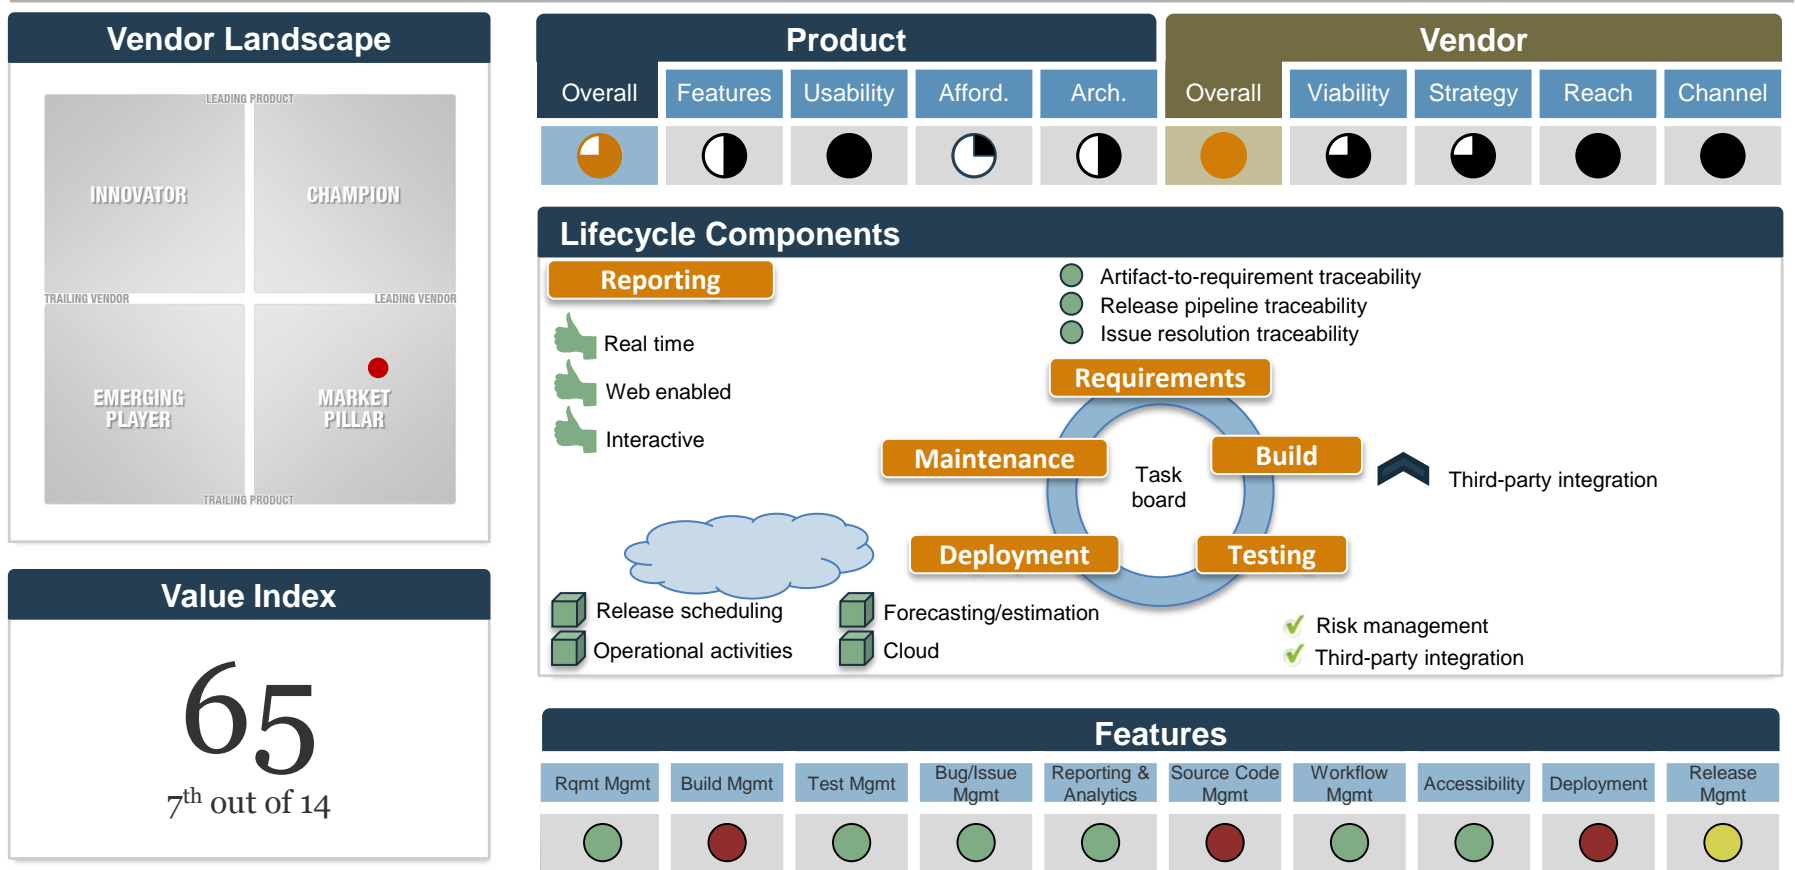 Vendor Landscape
LEADING PRODUCT
INNOVATOR
CHAMPION
TRAILING VENDOR
LEADING VENDOR
EMERGING
PLAYER
MARKET
PILLAR
TRAILING PRODUCT
Value Index
65
7th out of 14
Product
Vendor
Overall
Features
Usability
Afford.
Arch.
Overall
Viability
Strategy
Reach
Channel
Lifecycle Components
Reporting
Real time
Web enabled
Interactive
Artifact-to-requirement traceability
Release pipeline traceability
Issue resolution traceability
Requirements
Maintenance
Build
Task
board
Third-party integration
Deployment
Testing
Release scheduling
Forecasting/estimation
Operational activities
Cloud
Risk management
Third-party integration
Features
Rqmt Mgmt
Build Mgmt
Test Mgmt
Bug/Issue
Mgmt
Reporting &
Analytics
Source Code
Mgmt
Workflow
Mgmt
Accessibility
Deployment
Release
Mgmt